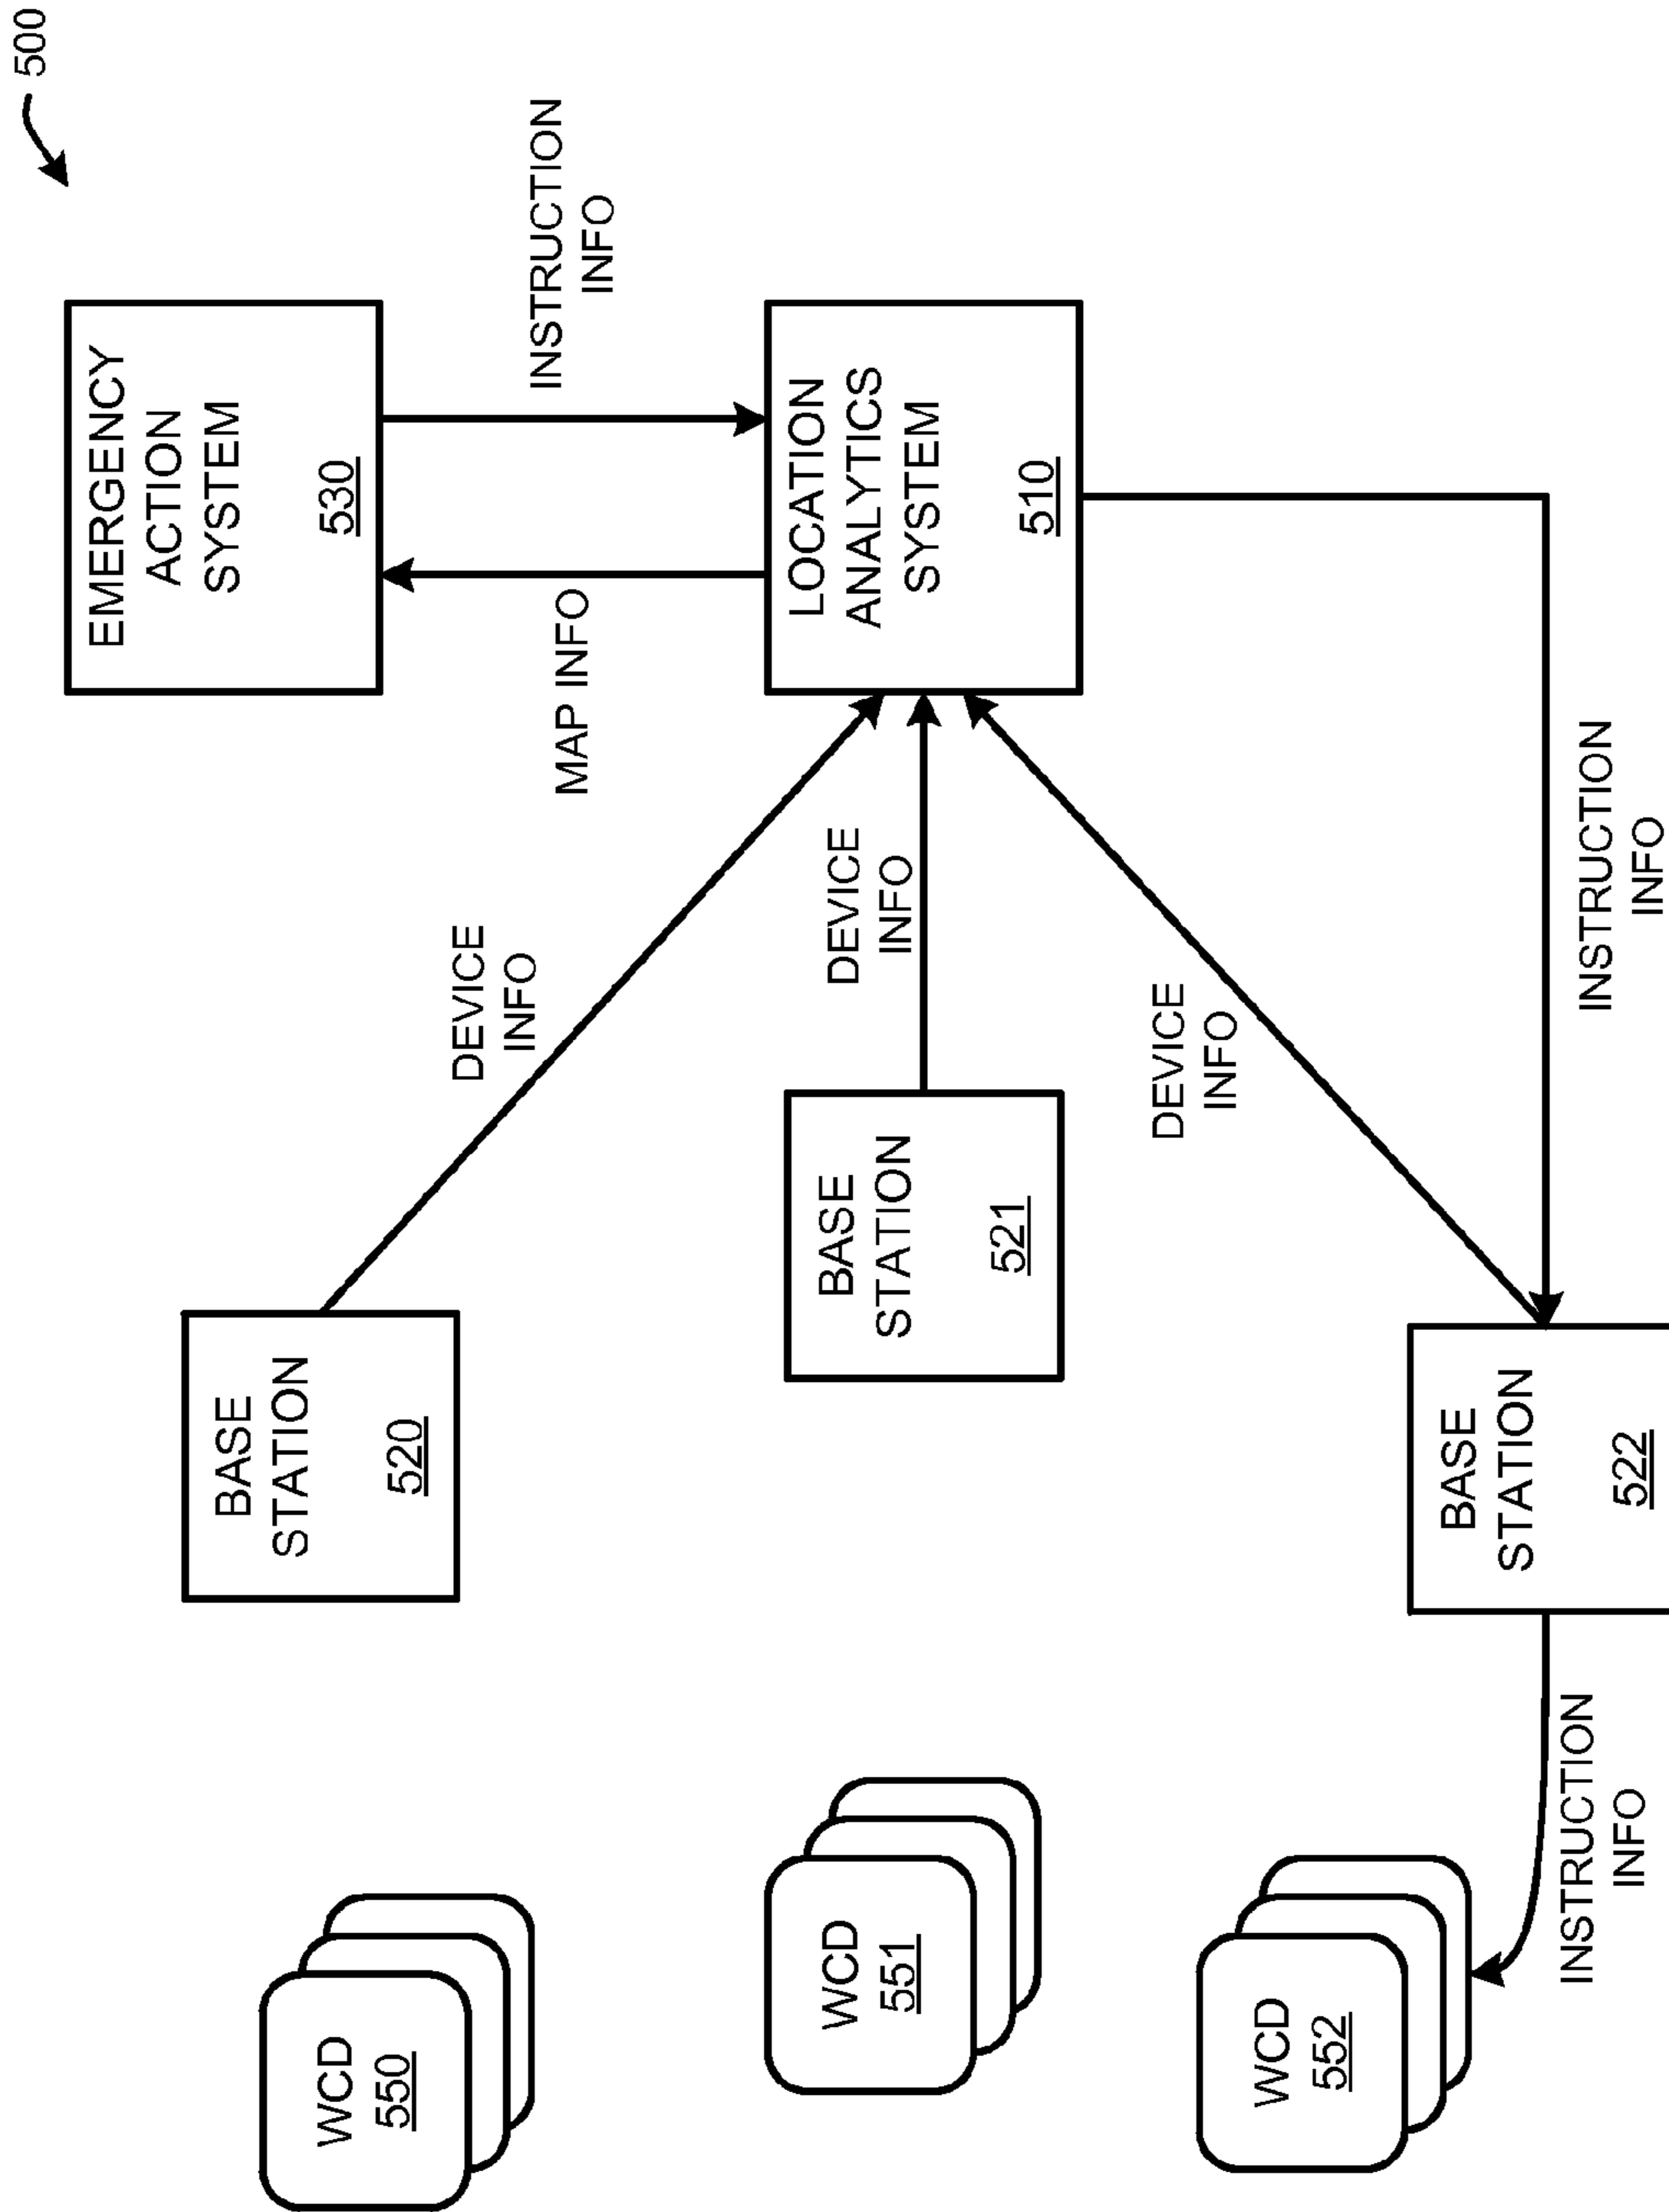 500
EMERGENCY
ACTION
SYSTEM
530
INSTRUCTION
INFO
MAP INFO
LOCATION
ANALYTICS
SYSTEM
510
DEVICE
INFO
DEVICE
INFO
DEVICE
INFO
INSTRUCTION
INFO
BASE
STATION
520
BASE
STATION
521
BASE
STATION
522
INSTRUCTION
INFO
WCD
550
WCD
551
WCD
552